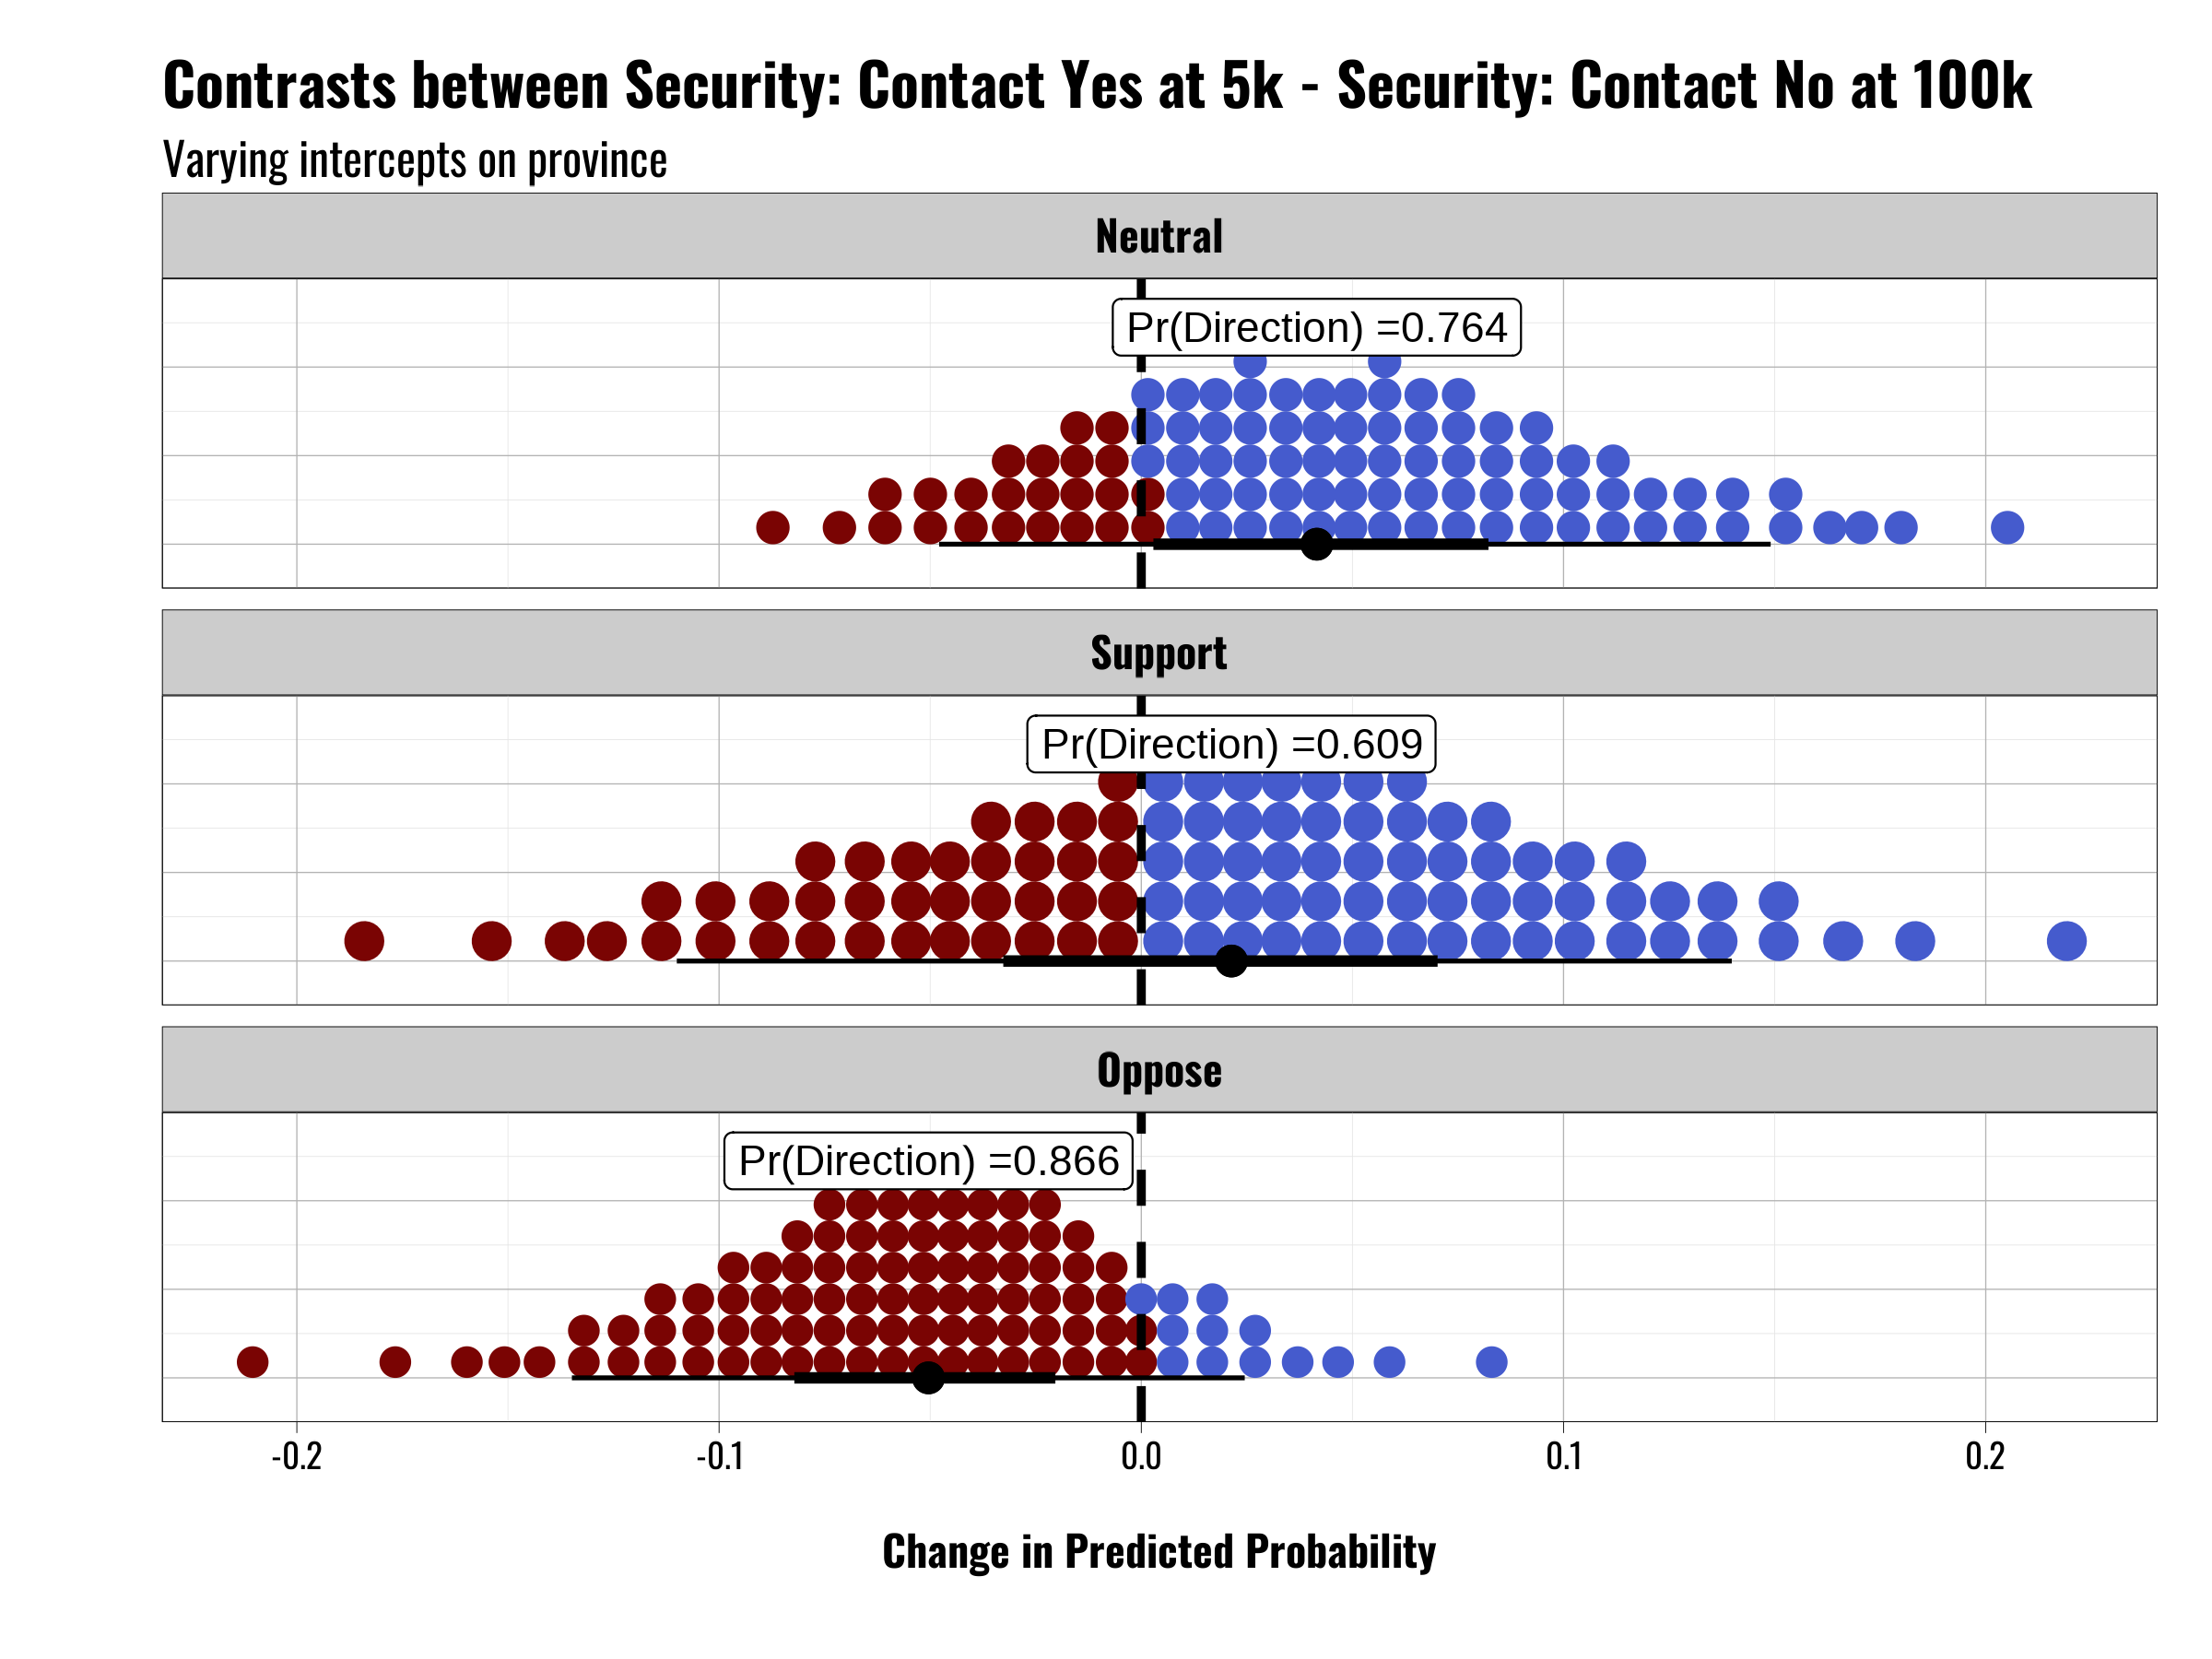 Contrasts between Security: Contact Yes at 5k - Security: Contact No at 100k
Varying intercepts on province
Neutral
Pr(Direction) =0.764
Support
Pr(Direction) =0.609
Oppose
Pr(Direction) =0.866
-0.2 -0.1 0.0 0.1 0.2
Change in Predicted Probability